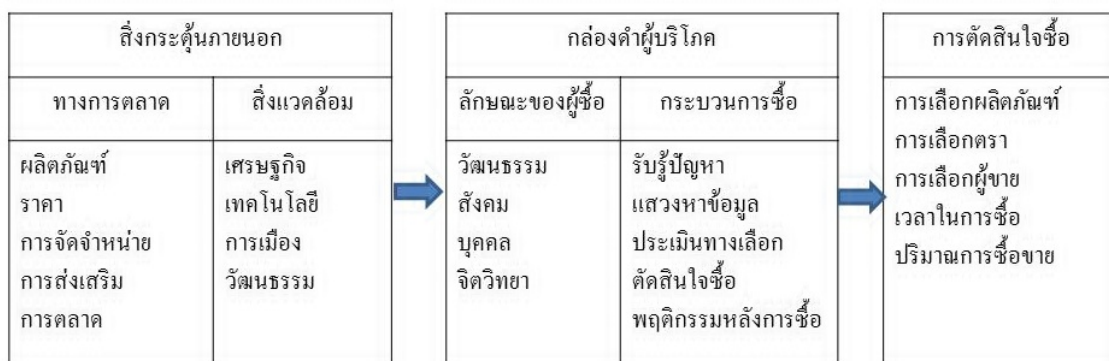 สิ่งกระตุ้นภายนอก
ทางการตลาด
สิ่งแวดล้อม
ผลิตภัณฑ์
ราคา
การจัดจำหน่าย
การส่งเสริม
การตลาด
เศรษฐกิจ
เทคโนโลยี
การเมือง
วัฒนธรรม
กล่องดำผู้บริโภค
ลักษณะของผู้ซื้อ
กระบวนการซื้อ
วัฒนธรรม
สังคม
บุคคล
จิตวิทยา
รับรู้ปัญหา
แสวงหาข้อมูล
ประเมินทางเลือก
ตัดสินใจซื้อ
พฤติกรรมหลังการซื้อ
การตัดสินใจซื้อ
การเลือกผลิตภัณฑ์
การเลือกตรา
การเลือกผู้ขาย
เวลาในการซื้อ
ปริมาณการซื้อขาย